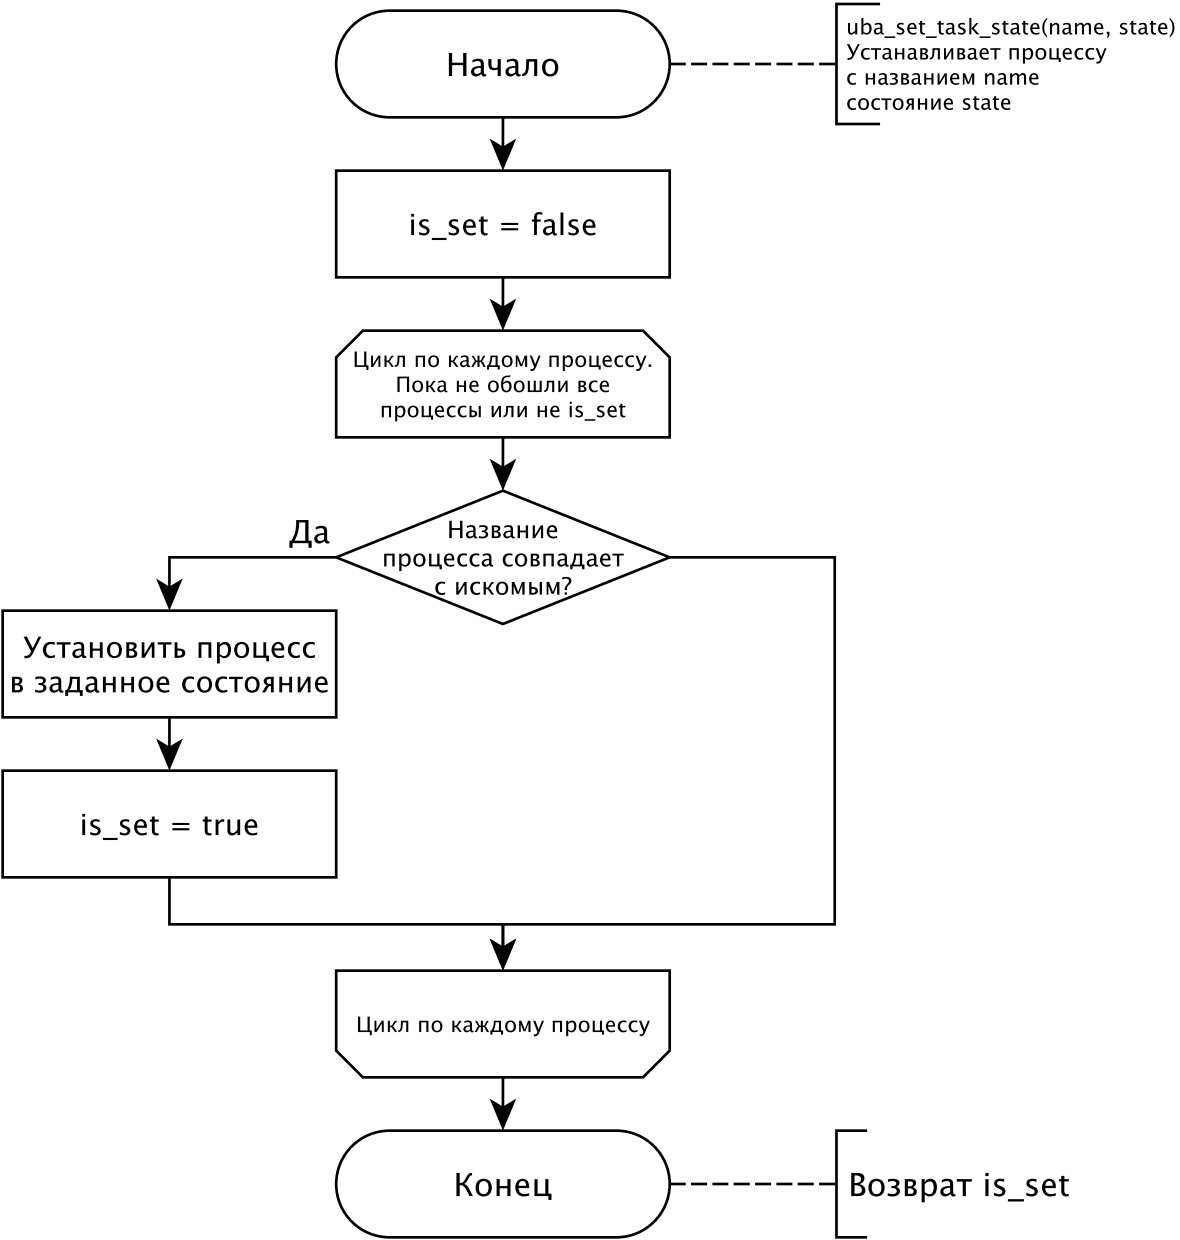 Начало
uba_set_task_state(name, state)
Устанавливает процессу
с названием name
состояние state
is_set = false
Цикл по каждому процессу.
Пока не обошли все
процессы или не is_set
Да
Название
процесса совпадает
с искомым?
Установить процесс
в заданное состояние
is_set = true
Цикл по каждому процессу
Конец
Возврат is_set